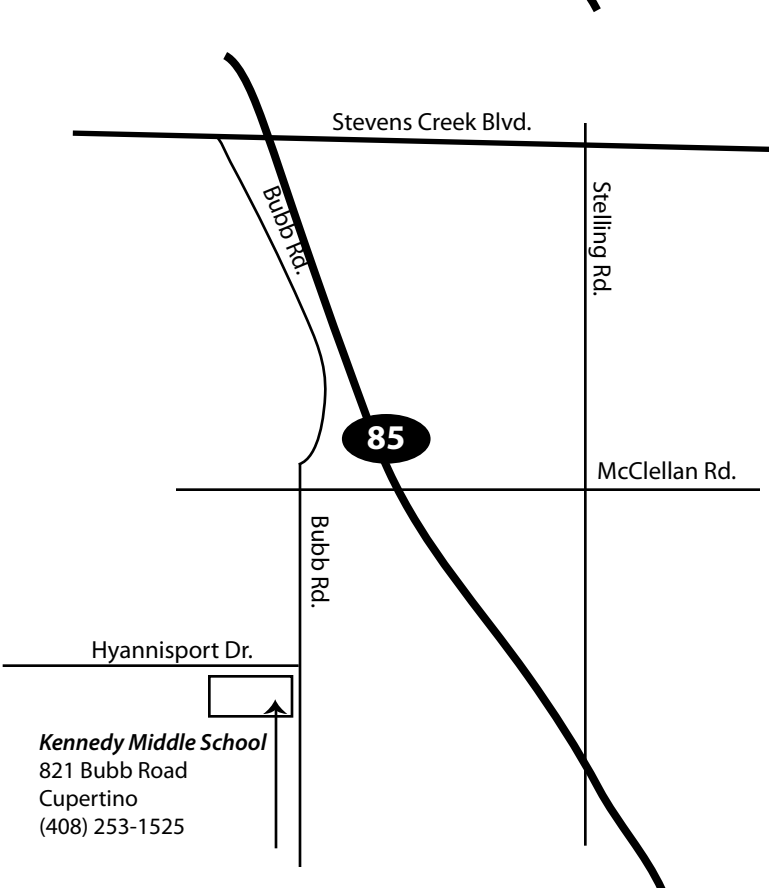 Stevens Creek Blvd.
Bubb Rd.
Stelling Rd.
85
McClellan Rd.
Bubb Rd.
Hyannisport Dr.
Kennedy Middle School
821 Bubb Road
Cupertino
(408) 253-1525